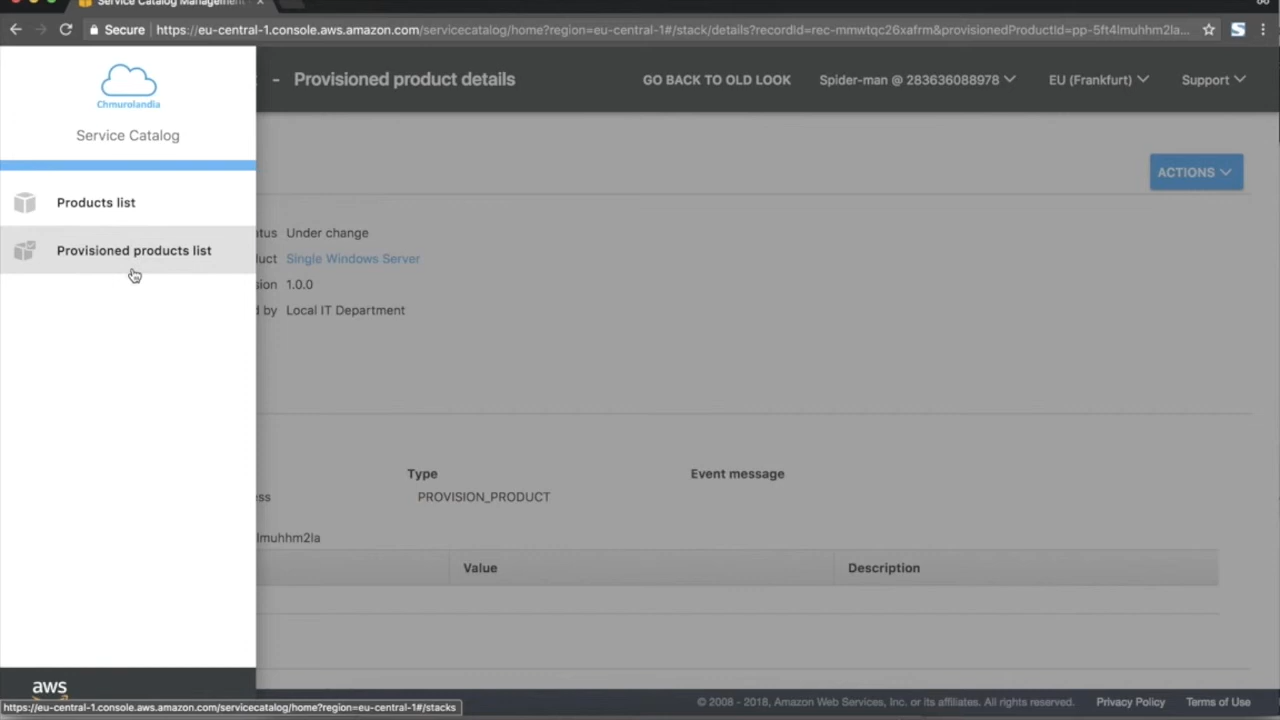 Service Catalog Management
Secure
https://eu-central-1.console.aws.amazon.com/servicecatalog/home?region=eu-central-1#/stack/details?recordId=rec-mmwtqc26xafrm&provisionedProductId=pp-5ft4lmuhhm2la...
Chmurolandia
Service Catalog
- Provisioned product details
GO BACK TO OLD LOOK
Spider-man @ 283636088978
EU (Frankfurt)
Support
Products list
Provisioned products list
ACTIONS
tus Under change
uct Single Windows Server
sion 1.0.0
d by Local IT Department
Type
Event message
ess
PROVISION_PRODUCT
lmuhhm2la
Value
Description
aws
https://eu-central-1.console.aws.amazon.com/servicecatalog/home?region=eu-central-1#/stacks
© 2008 - 2018, Amazon Web Services, Inc. or its affiliates. All rights reserved.
Privacy Policy
Terms of Use